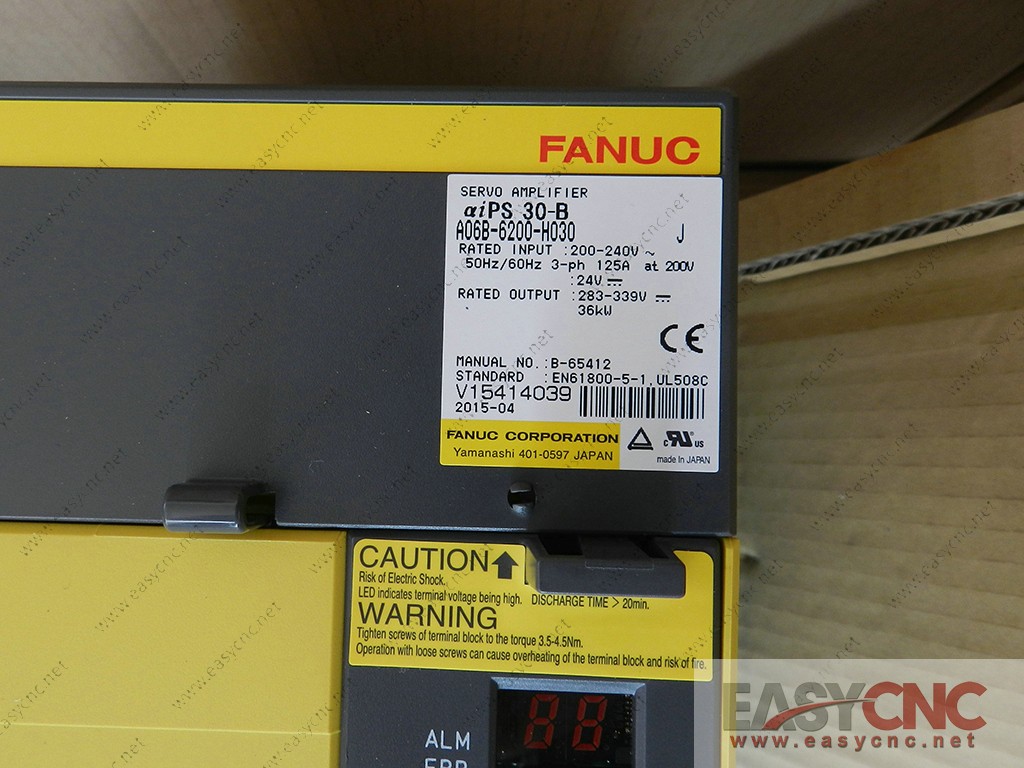 FANUC
SERVO AMPLIFIER
αiPS 30-B
A06B-6200-H030 J
RATED INPUT :200-240V ~
50Hz/60Hz 3-ph 125A at 200V
:24V ⎓
RATED OUTPUT :283-339V ⎓
36kW
CE
MANUAL NO. :B-65412
STANDARD :EN61800-5-1,UL508C
V15414039
2015-04
FANUC CORPORATION
Yamanashi 401-0597 JAPAN
c RU US
made in JAPAN
CAUTION
Risk of Electric Shock.
LED indicates terminal voltage being high. DISCHARGE TIME > 20min.
WARNING
Tighten screws of terminal block to the torque 3.5-4.5Nm.
Operation with loose screws can cause overheating of the terminal block and risk of fire.
88
ALM
ERR
EASYCNC
www.easycnc.net